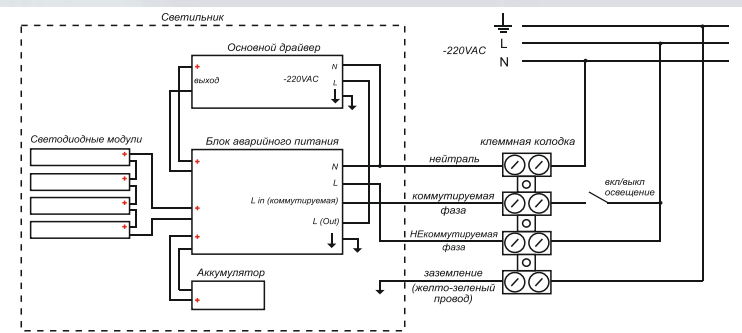 Светильник
Основной драйвер
+
выход
-220VAC
N
L
Светодиодные модули
+
+
+
+
Блок аварийного питания
+
+
+
N
L
L in (коммутируемая)
L (Out)
Аккумулятор
+
-220VAC
L
N
клеммная колодка
нейтраль
коммутируемая
фаза
вкл/выкл
освещение
НЕкоммутируемая
фаза
заземление
(желто-зеленый
провод)